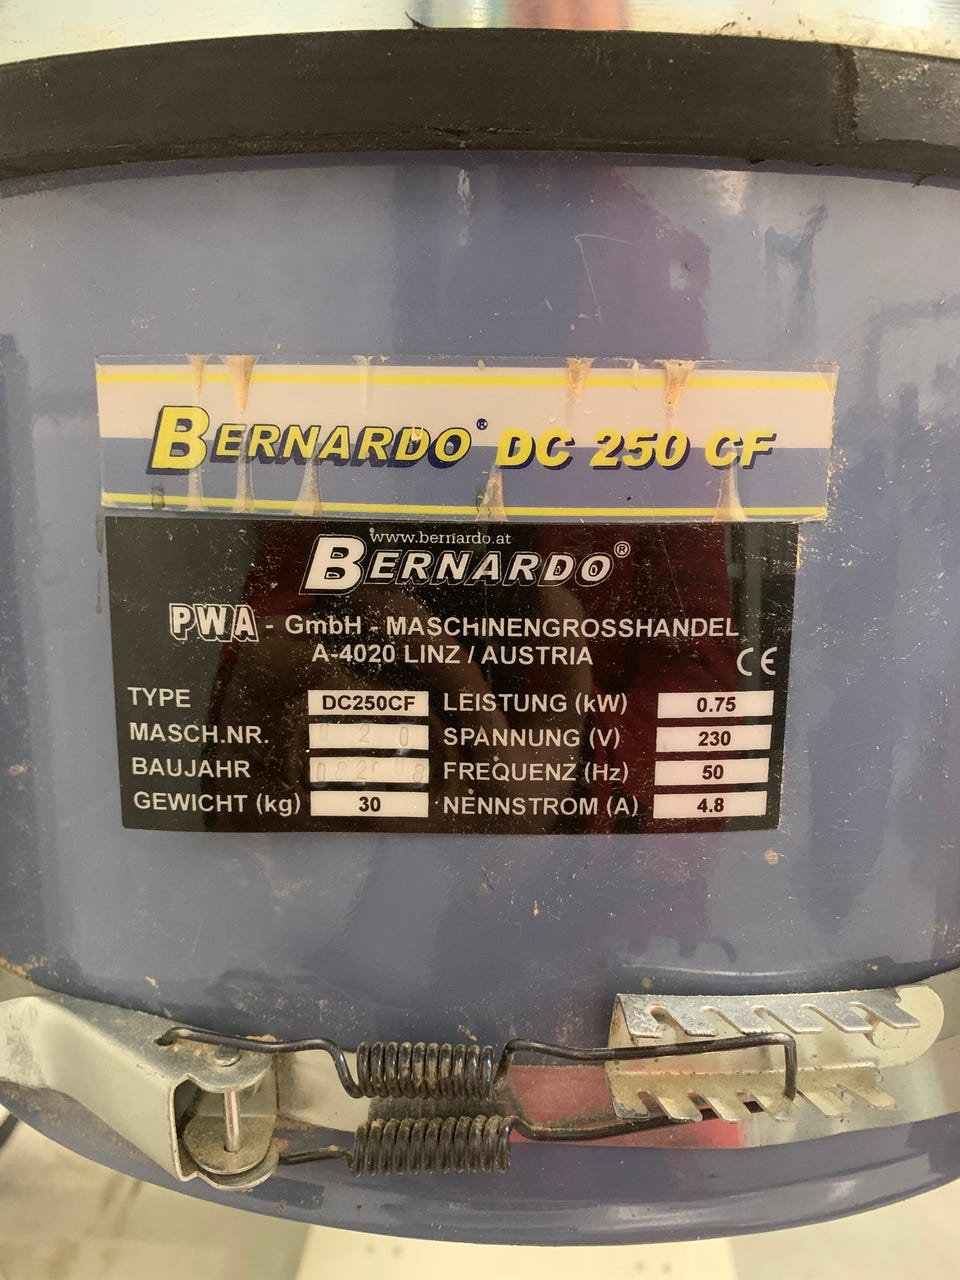 BERNARDO® DC 250 CF
www.bernardo.at
BERNARDO®
PWA - GmbH - MASCHINENGROSSHANDEL
A-4020 LINZ / AUSTRIA
CE
TYPE DC250CF LEISTUNG (kW) 0.75
MASCH.NR. SPANNUNG (V) 230
BAUJAHR FREQUENZ (Hz) 50
GEWICHT (kg) 30 NENNSTROM (A) 4.8